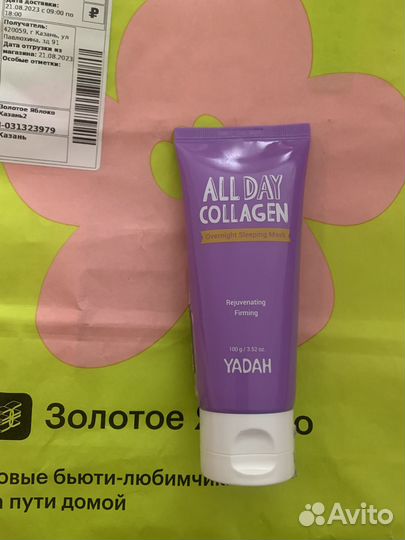 Дата доставки:
21.08.2023 с 09:00 по
18:00
Получатель:
420059, г Казань, ул
Павлюхина, зд 91
Дата отгрузки из
магазина: 21.08.2023
Особые отметки:
₽
Золотое Яблоко
Казань2
-031323979
Казань
ALL DAY
COLLAGEN
Overnight Sleeping Mask
Rejuvenating
Firming
100 g / 3.52 oz.
YADAH
Золотое Я ко
овые бьюти-любимчик
а пути домой
Avito